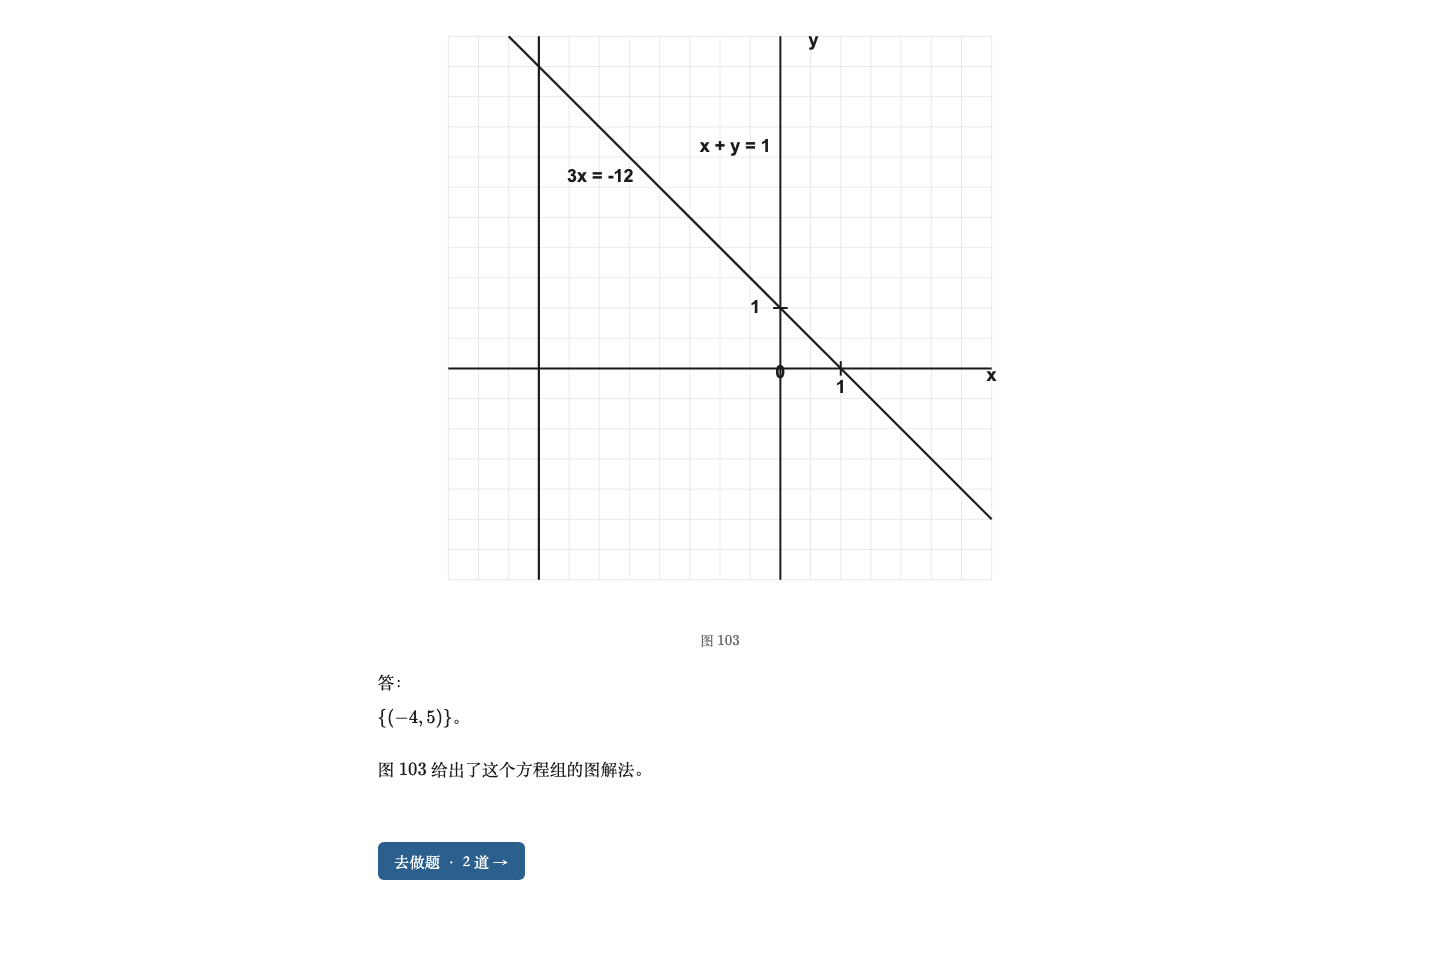 y
x + y = 1
3x = -12
1
0
x
1
图 103
答：
{(−4, 5)}。
图 103 给出了这个方程组的图解法。
去做题 · 2 道 →